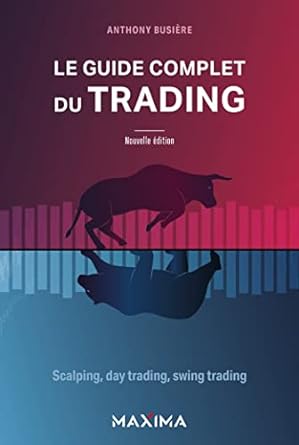 ANTHONY BUSIÈRE
LE GUIDE COMPLET
DU TRADING
Nouvelle édition
Scalping, day trading, swing trading
MAXIMA